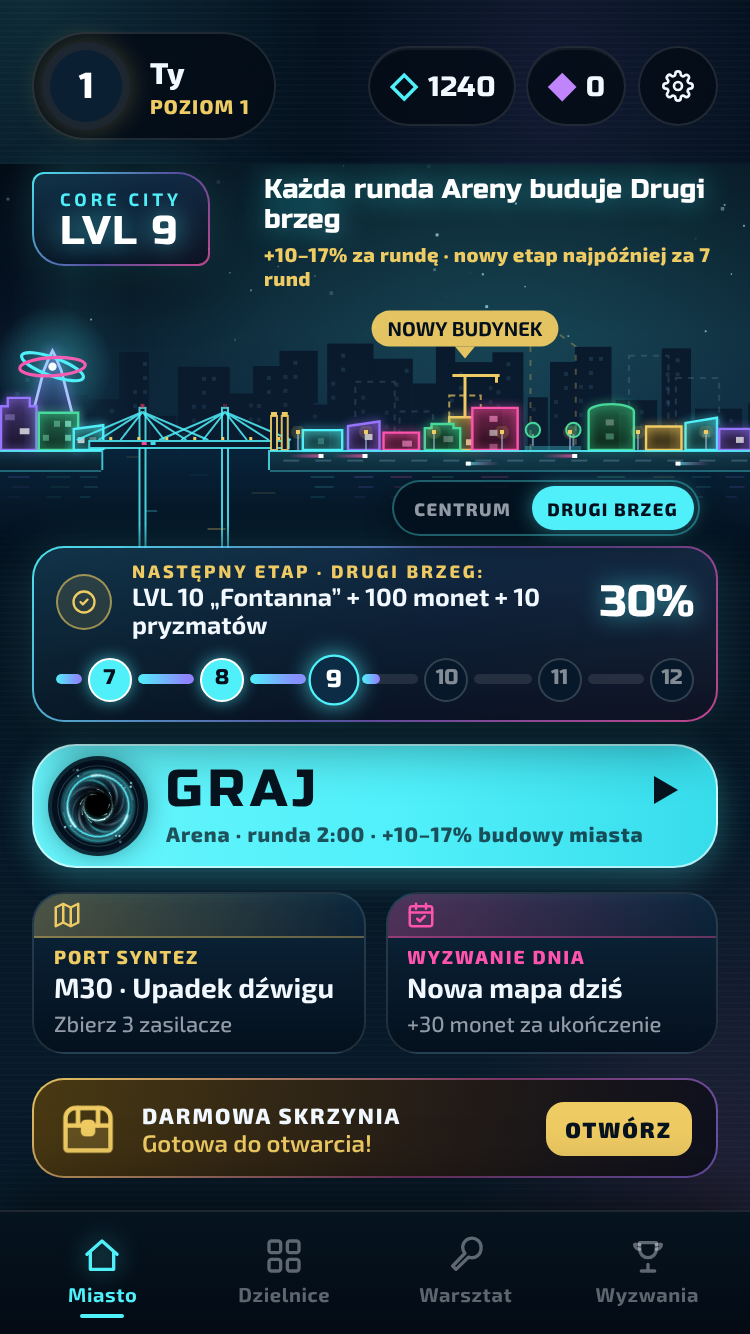 1
Ty
POZIOM 1
1240
0
CORE CITY
LVL 9
Każda runda Areny buduje Drugi
brzeg
+10–17% za rundę · nowy etap najpóźniej za 7
rund
NOWY BUDYNEK
CENTRUM
DRUGI BRZEG
NASTĘPNY ETAP · DRUGI BRZEG:
LVL 10 „Fontanna” + 100 monet + 10
pryzmatów
30%
7
8
9
10
11
12
GRAJ
Arena · runda 2:00 · +10–17% budowy miasta
PORT SYNTEZ
M30 · Upadek dźwigu
Zbierz 3 zasilacze
WYZWANIE DNIA
Nowa mapa dziś
+30 monet za ukończenie
DARMOWA SKRZYNIA
Gotowa do otwarcia!
OTWÓRZ
Miasto
Dzielnice
Warsztat
Wyzwania